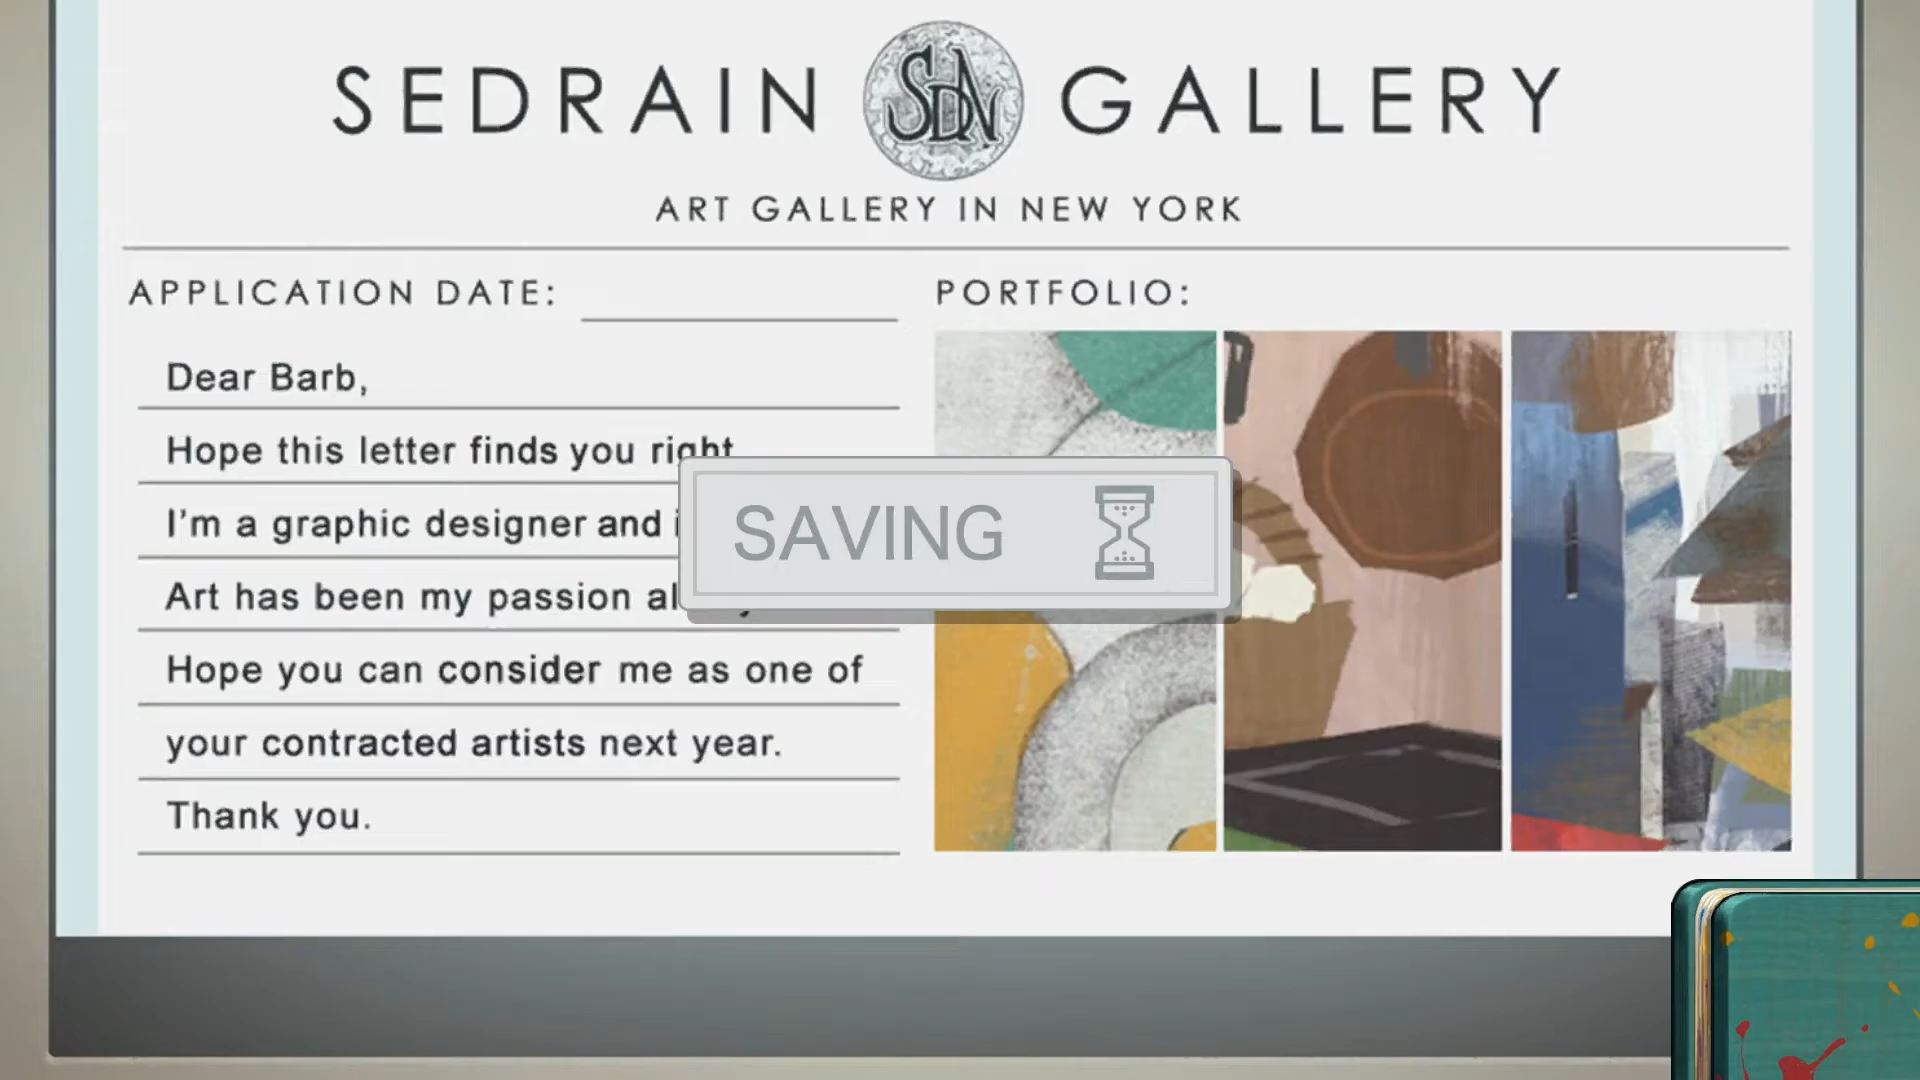 SEDRAIN SDN GALLERY
ART GALLERY IN NEW YORK
APPLICATION DATE:
PORTFOLIO:
Dear Barb,
Hope this letter finds you right
I'm a graphic designer and
SAVING
Art has been my passion
Hope you can consider me as one of
your contracted artists next year.
Thank you.